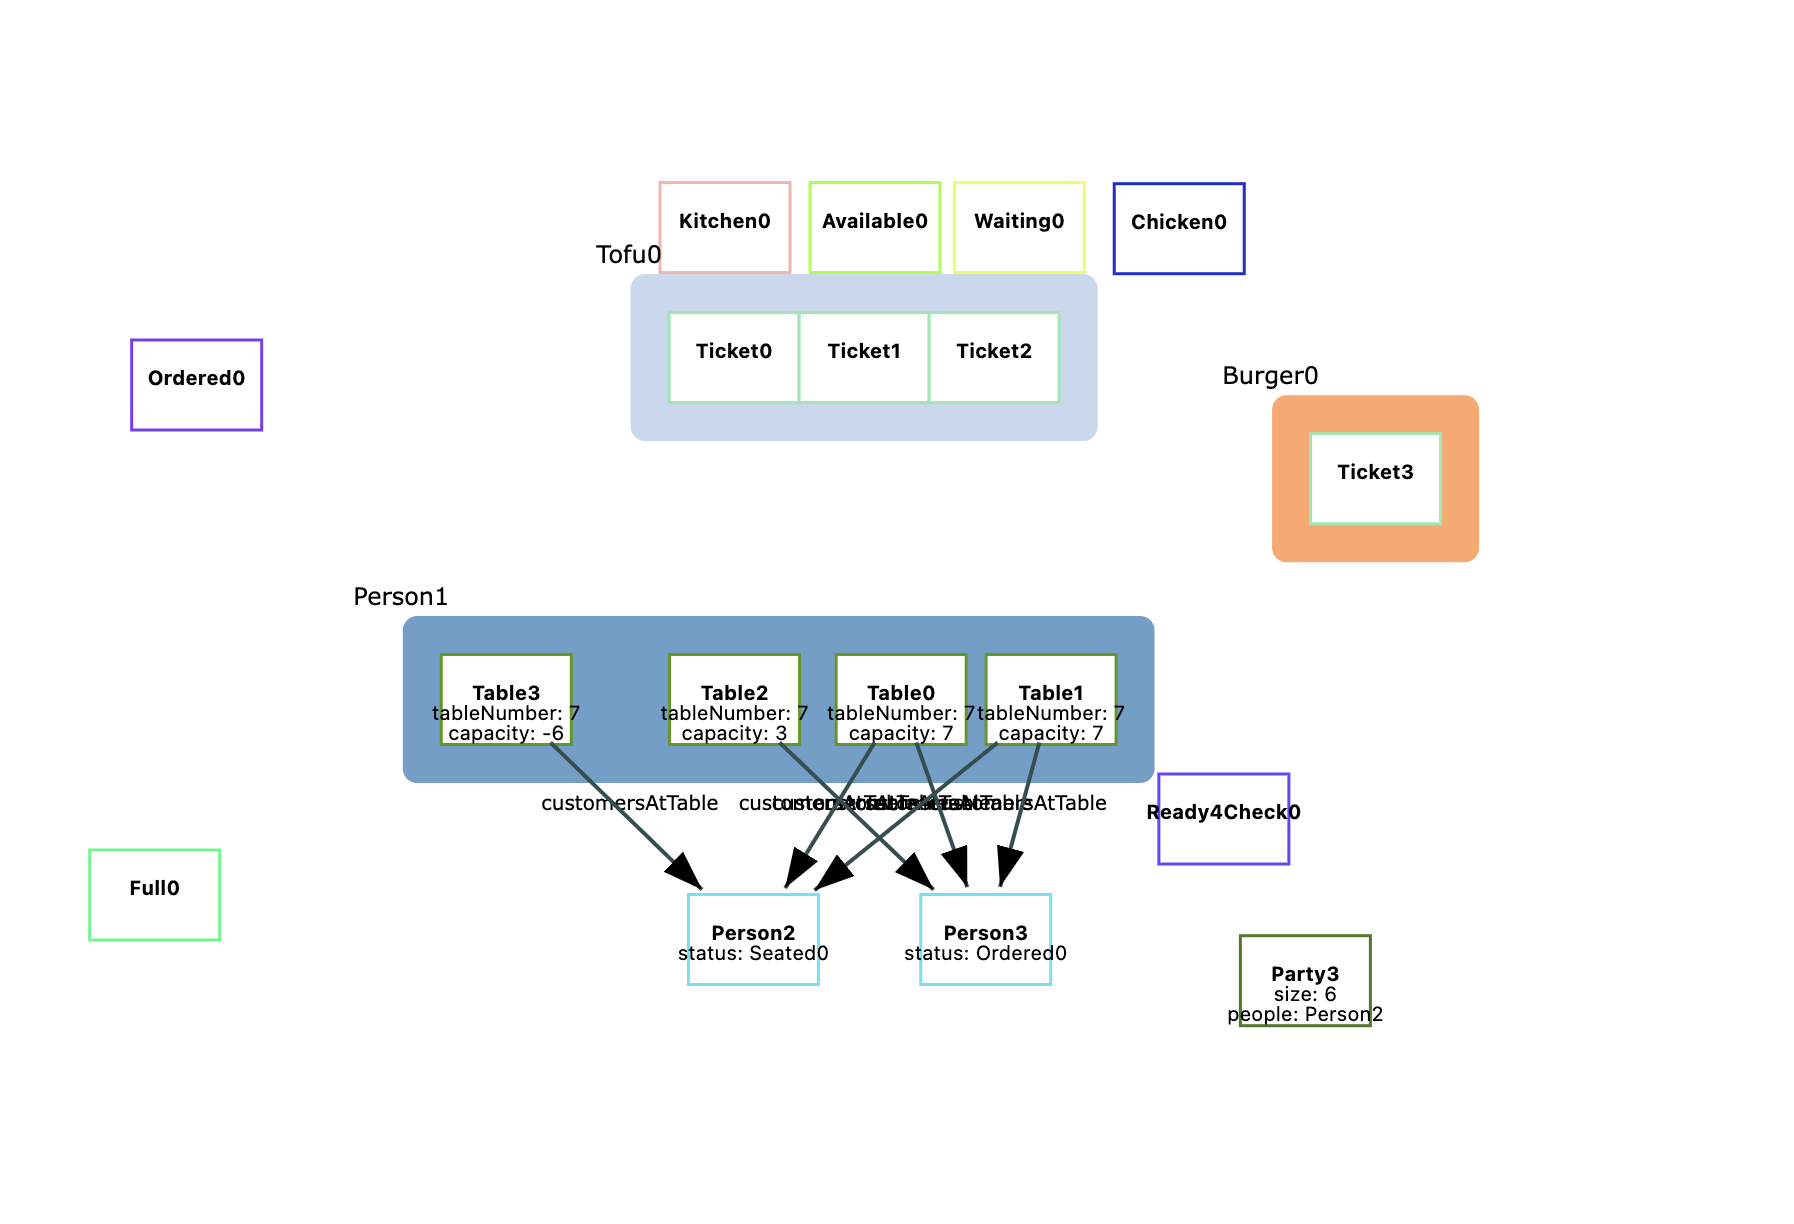 Kitchen0
Available0
Waiting0
Chicken0
Tofu0
Ticket0
Ticket1
Ticket2
Ordered0
Burger0
Ticket3
Person1
Table3
tableNumber: 7
capacity: -6
Table2
tableNumber: 7
capacity: 3
Table0
tableNumber: 7
capacity: 7
Table1
tableNumber: 7
capacity: 7
customersAtTable
Ready4Check0
Full0
Person2
status: Seated0
Person3
status: Ordered0
Party3
size: 6
people: Person2